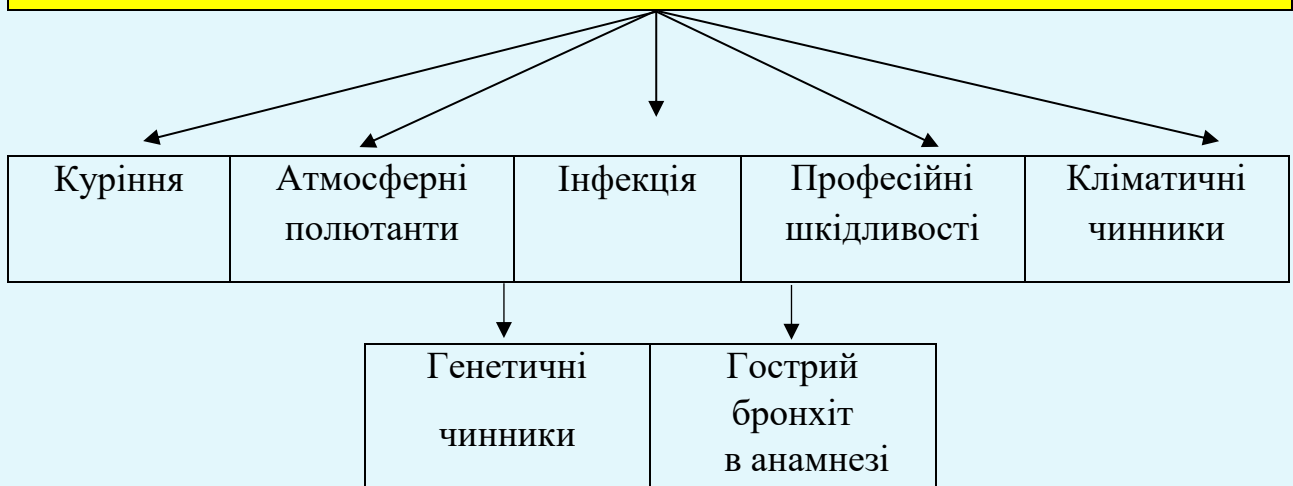 Куріння
Атмосферні
полютанти
Інфекція
Професійні
шкідливості
Кліматичні
чинники
Генетичні
чинники
Гострий
бронхіт
в анамнезі